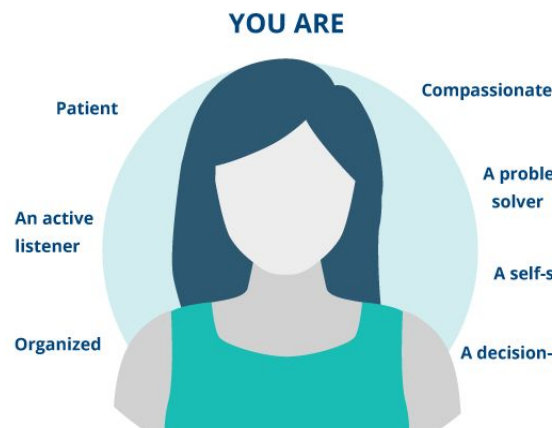 YOU ARE
Patient
Compassionate
A proble
solver
An active
listener
A self-s
Organized
A decision-